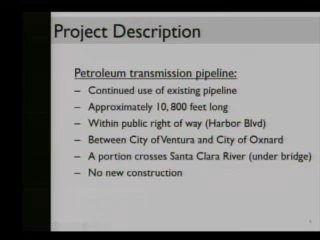 Project Description
Petroleum transmission pipeline:
– Continued use of existing pipeline
– Approximately 10, 800 feet long
– Within public right of way (Harbor Blvd)
– Between City of Ventura and City of Oxnard
– A portion crosses Santa Clara River (under bridge)
– No new construction